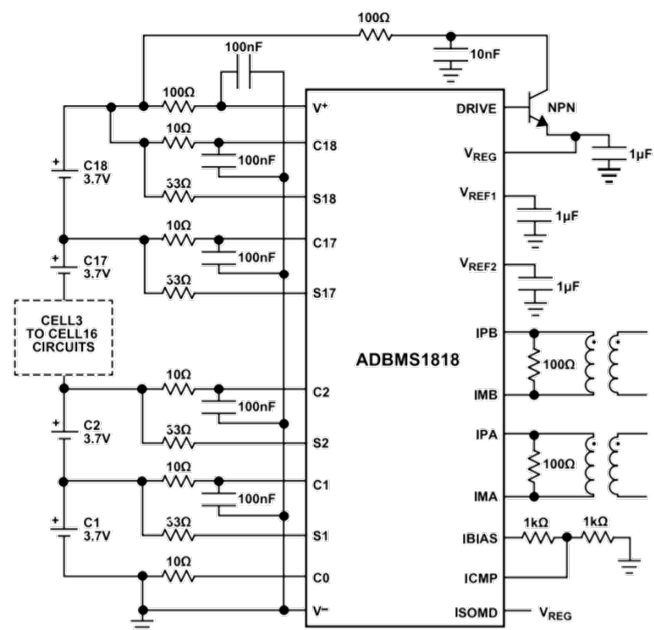 100Ω
100nF
10nF
100Ω
V+
DRIVE
NPN
10Ω
C18
100nF
VREG
1µF
C18
3.7V
33Ω
S18
VREF1
1µF
10Ω
C17
100nF
C17
3.7V
33Ω
S17
VREF2
1µF
CELL3
TO CELL16
CIRCUITS
ADBMS1818
IPB
100Ω
IMB
10Ω
C2
100nF
C2
3.7V
33Ω
S2
IPA
100Ω
IMA
10Ω
C1
100nF
C1
3.7V
33Ω
S1
IBIAS
1kΩ
1kΩ
10Ω
C0
ICMP
V–
ISOMD
VREG